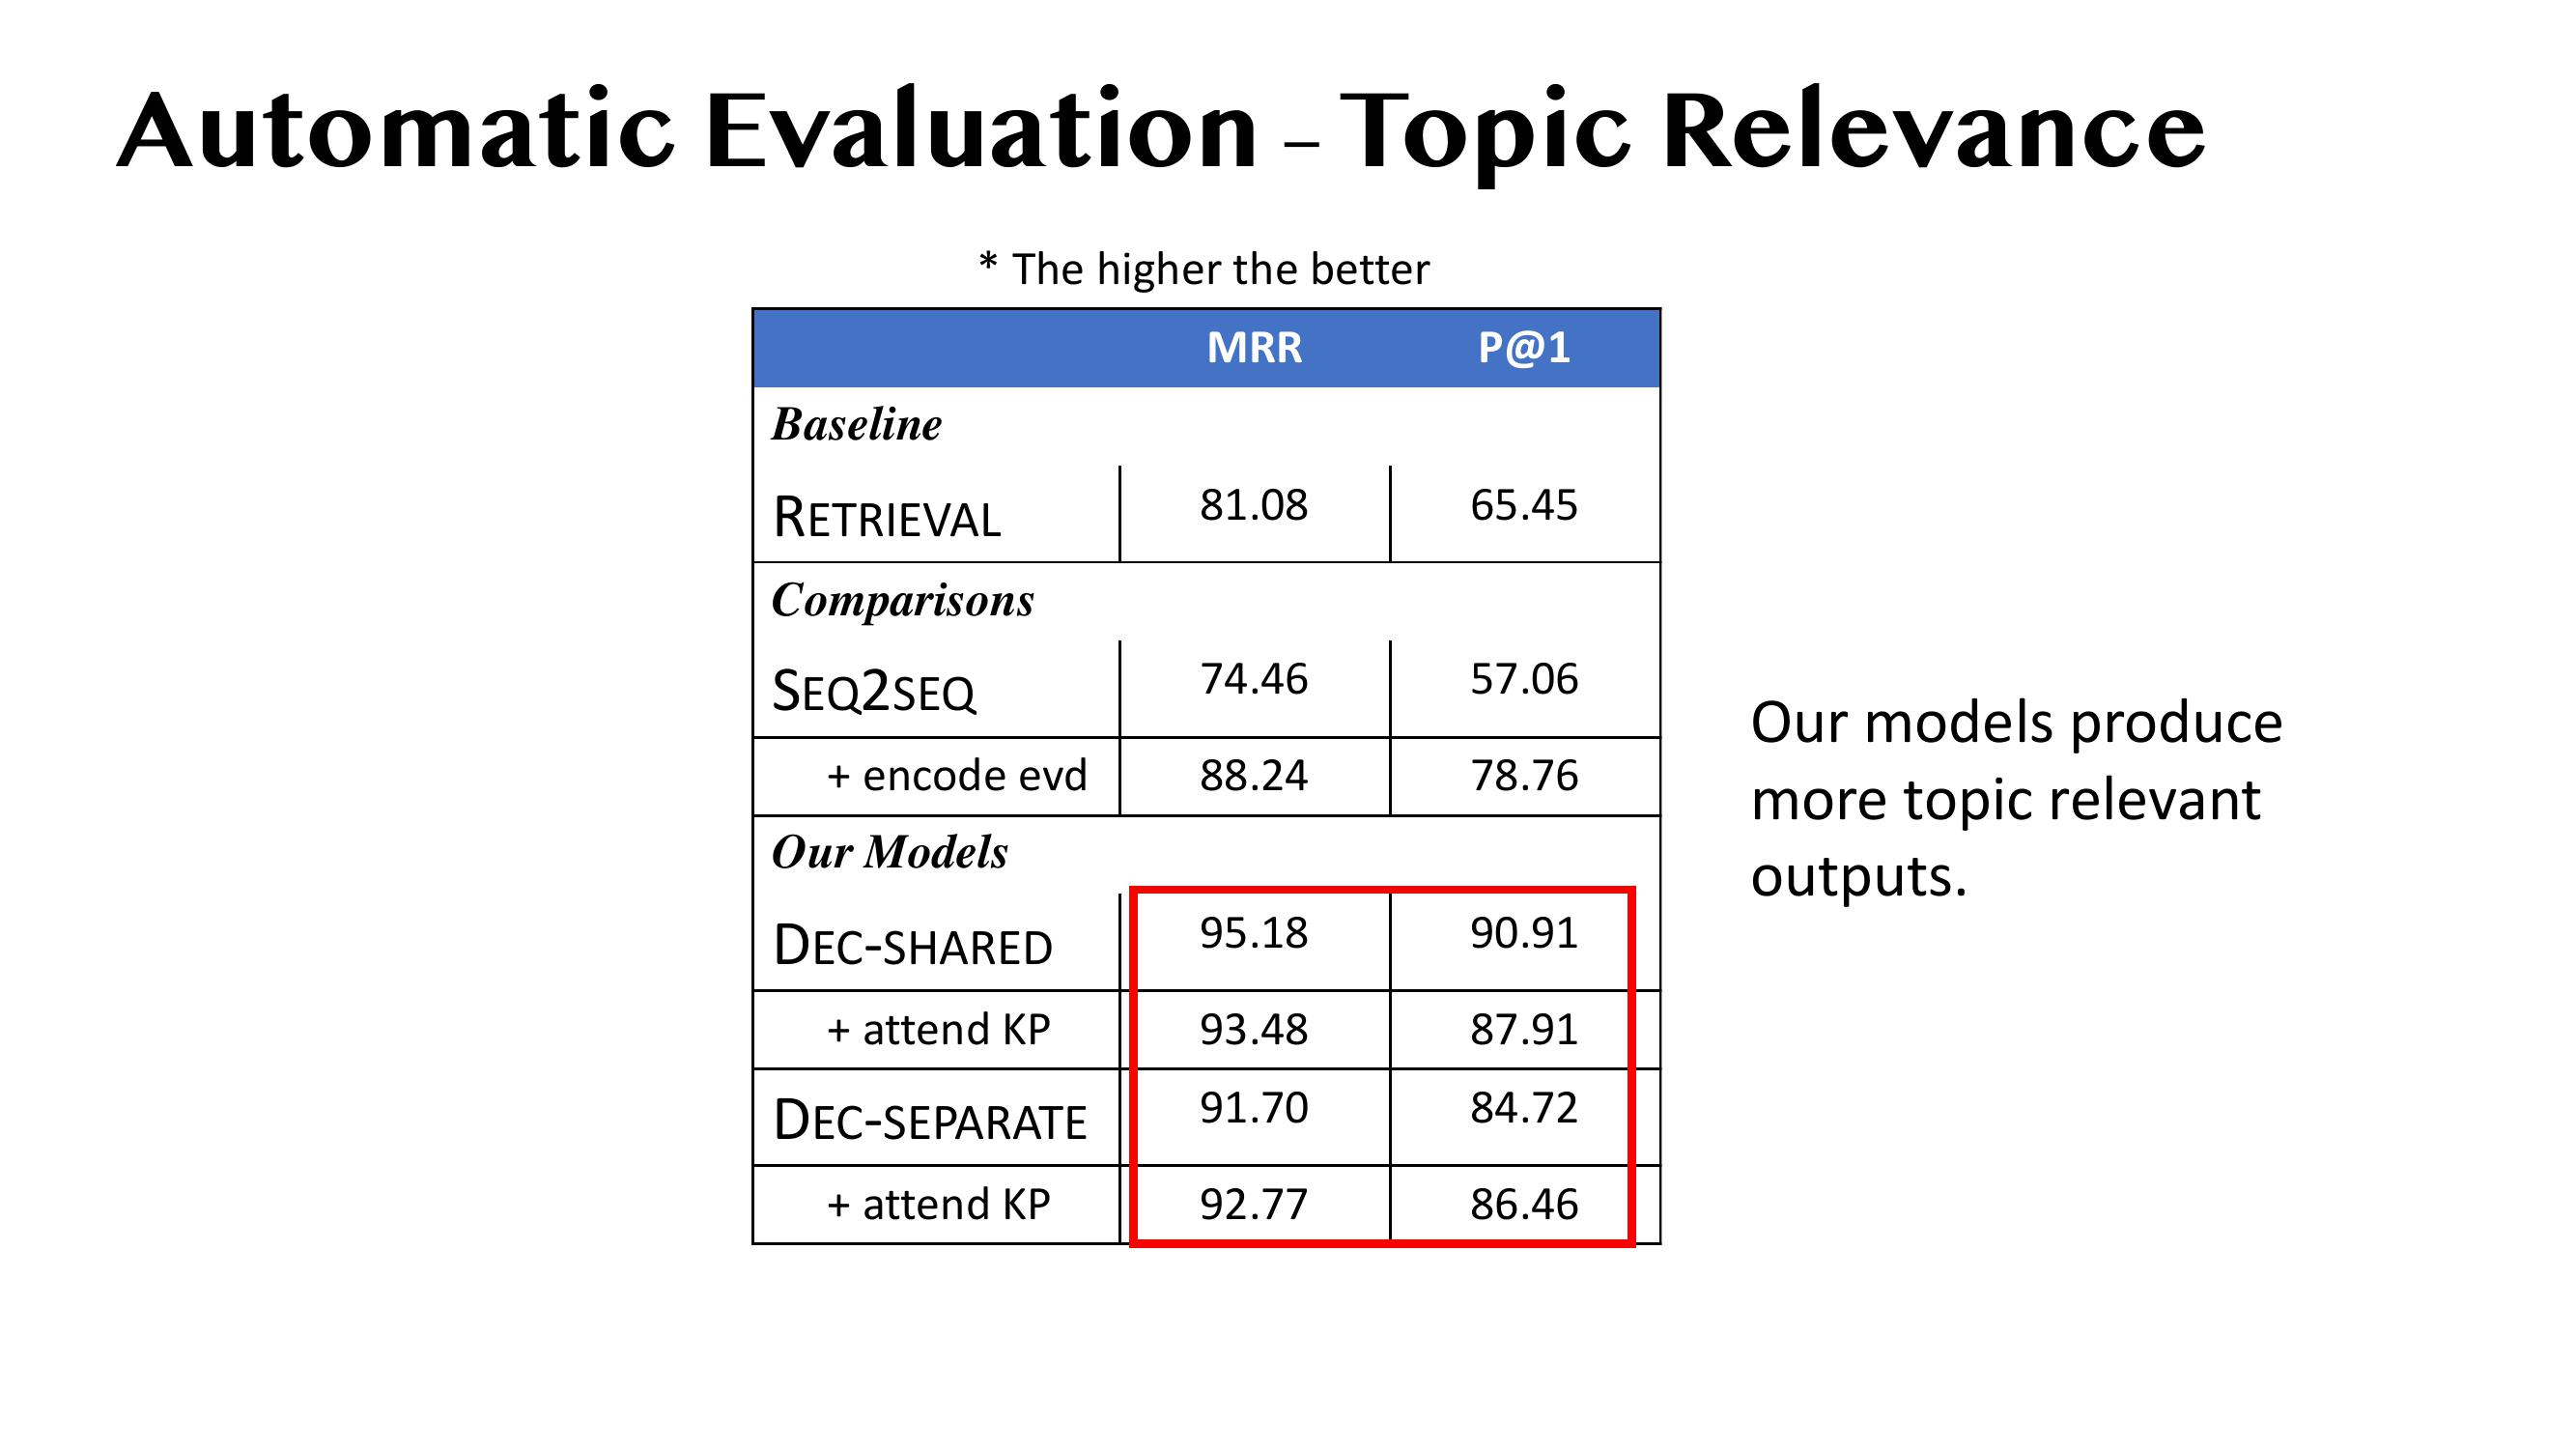 Automatic Evaluation – Topic Relevance
* The higher the better
MRR P@1
Baseline
RETRIEVAL 81.08 65.45
Comparisons
SEQ2SEQ 74.46 57.06
+ encode evd 88.24 78.76
Our Models
DEC-SHARED 95.18 90.91
+ attend KP 93.48 87.91
DEC-SEPARATE 91.70 84.72
+ attend KP 92.77 86.46
Our models produce
more topic relevant
outputs.